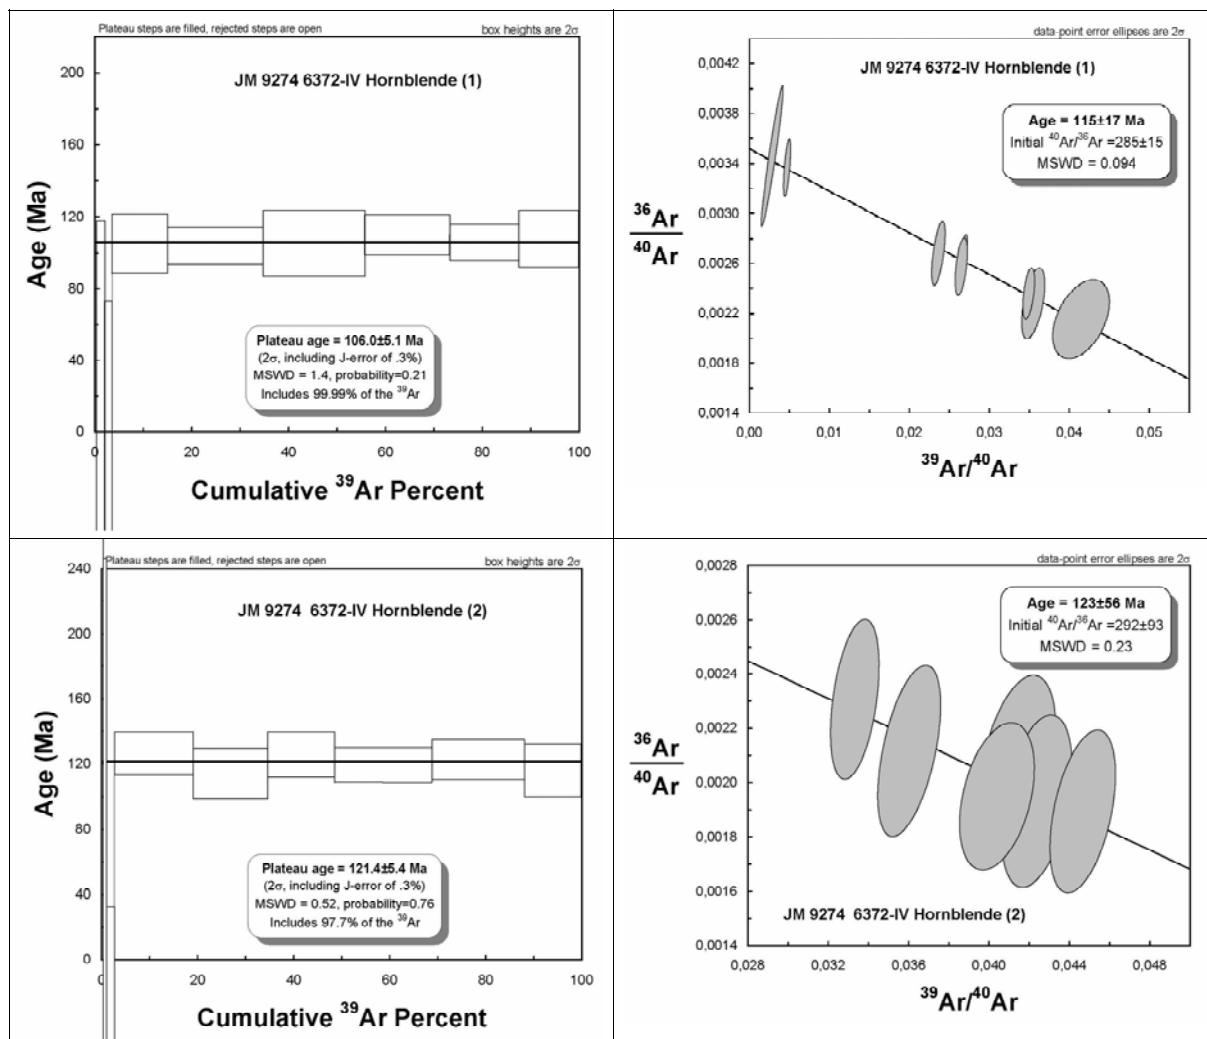 Plateau steps are filled, rejected steps are open
box heights are 2σ
JM 9274 6372-IV Hornblende (1)
Age (Ma)
200
160
120
80
40
0
Plateau age = 106.0±5.1 Ma
(2σ, including J-error of .3%)
MSWD = 1.4, probability=0.21
Includes 99.99% of the 39Ar
0 20 40 60 80 100
Cumulative 39Ar Percent
data-point error ellipses are 2σ
JM 9274 6372-IV Hornblende (1)
Age = 115±17 Ma
Initial 40Ar/36Ar =285±15
MSWD = 0.094
36Ar
40Ar
0,0042
0,0038
0,0034
0,0030
0,0026
0,0022
0,0018
0,0014
0,00 0,01 0,02 0,03 0,04 0,05
39Ar/40Ar
Plateau steps are filled, rejected steps are open
box heights are 2σ
JM 9274 6372-IV Hornblende (2)
Age (Ma)
240
200
160
120
80
40
0
Plateau age = 121.4±5.4 Ma
(2σ, including J-error of .3%)
MSWD = 0.52, probability=0.76
Includes 97.7% of the 39Ar
0 20 40 60 80 100
Cumulative 39Ar Percent
data-point error ellipses are 2σ
Age = 123±56 Ma
Initial 40Ar/36Ar =292±93
MSWD = 0.23
36Ar
40Ar
0,0028
0,0026
0,0024
0,0022
0,0020
0,0018
0,0016
0,0014
JM 9274 6372-IV Hornblende (2)
0,028 0,032 0,036 0,040 0,044 0,048
39Ar/40Ar